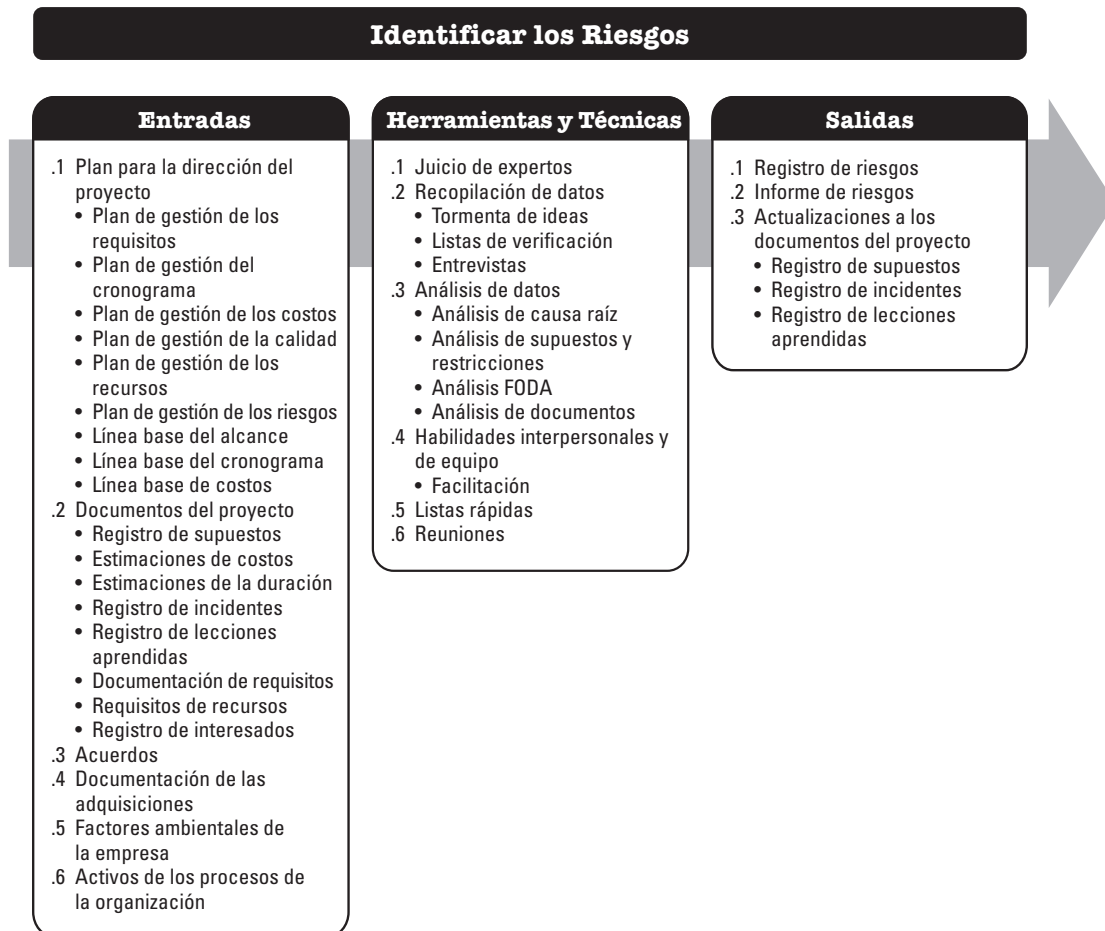 Identificar los Riesgos
Entradas
.1 Plan para la dirección del
proyecto
• Plan de gestión de los
requisitos
• Plan de gestión del
cronograma
• Plan de gestión de los costos
• Plan de gestión de la calidad
• Plan de gestión de los
recursos
• Plan de gestión de los riesgos
• Línea base del alcance
• Línea base del cronograma
• Línea base de costos
.2 Documentos del proyecto
• Registro de supuestos
• Estimaciones de costos
• Estimaciones de la duración
• Registro de incidentes
• Registro de lecciones
aprendidas
• Documentación de requisitos
• Requisitos de recursos
• Registro de interesados
.3 Acuerdos
.4 Documentación de las
adquisiciones
.5 Factores ambientales de
la empresa
.6 Activos de los procesos de
la organización
Herramientas y Técnicas
.1 Juicio de expertos
.2 Recopilación de datos
• Tormenta de ideas
• Listas de verificación
• Entrevistas
.3 Análisis de datos
• Análisis de causa raíz
• Análisis de supuestos y
restricciones
• Análisis FODA
• Análisis de documentos
.4 Habilidades interpersonales y
de equipo
• Facilitación
.5 Listas rápidas
.6 Reuniones
Salidas
.1 Registro de riesgos
.2 Informe de riesgos
.3 Actualizaciones a los
documentos del proyecto
• Registro de supuestos
• Registro de incidentes
• Registro de lecciones
aprendidas